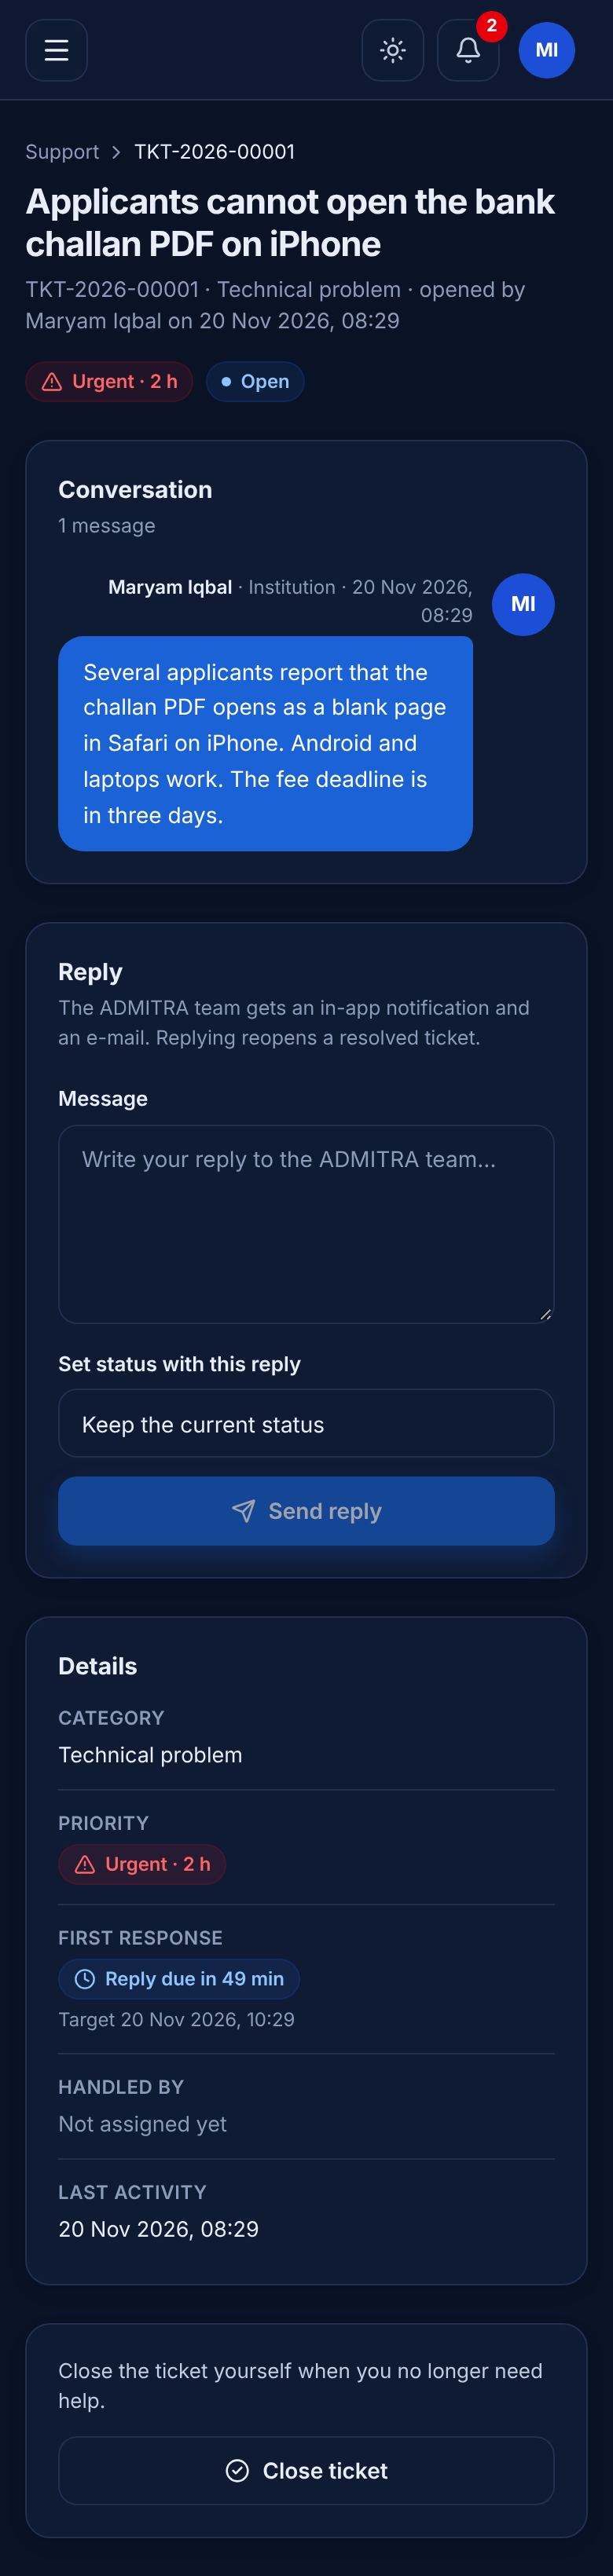 2
MI
Support > TKT-2026-00001
Applicants cannot open the bank
challan PDF on iPhone
TKT-2026-00001 · Technical problem · opened by
Maryam Iqbal on 20 Nov 2026, 08:29
Urgent · 2 h
Open
Conversation
1 message
Maryam Iqbal · Institution · 20 Nov 2026,
08:29
MI
Several applicants report that the
challan PDF opens as a blank page
in Safari on iPhone. Android and
laptops work. The fee deadline is
in three days.
Reply
The ADMITRA team gets an in-app notification and
an e-mail. Replying reopens a resolved ticket.
Message
Write your reply to the ADMITRA team...
Set status with this reply
Keep the current status
Send reply
Details
CATEGORY
Technical problem
PRIORITY
Urgent · 2 h
FIRST RESPONSE
Reply due in 49 min
Target 20 Nov 2026, 10:29
HANDLED BY
Not assigned yet
LAST ACTIVITY
20 Nov 2026, 08:29
Close the ticket yourself when you no longer need
help.
Close ticket